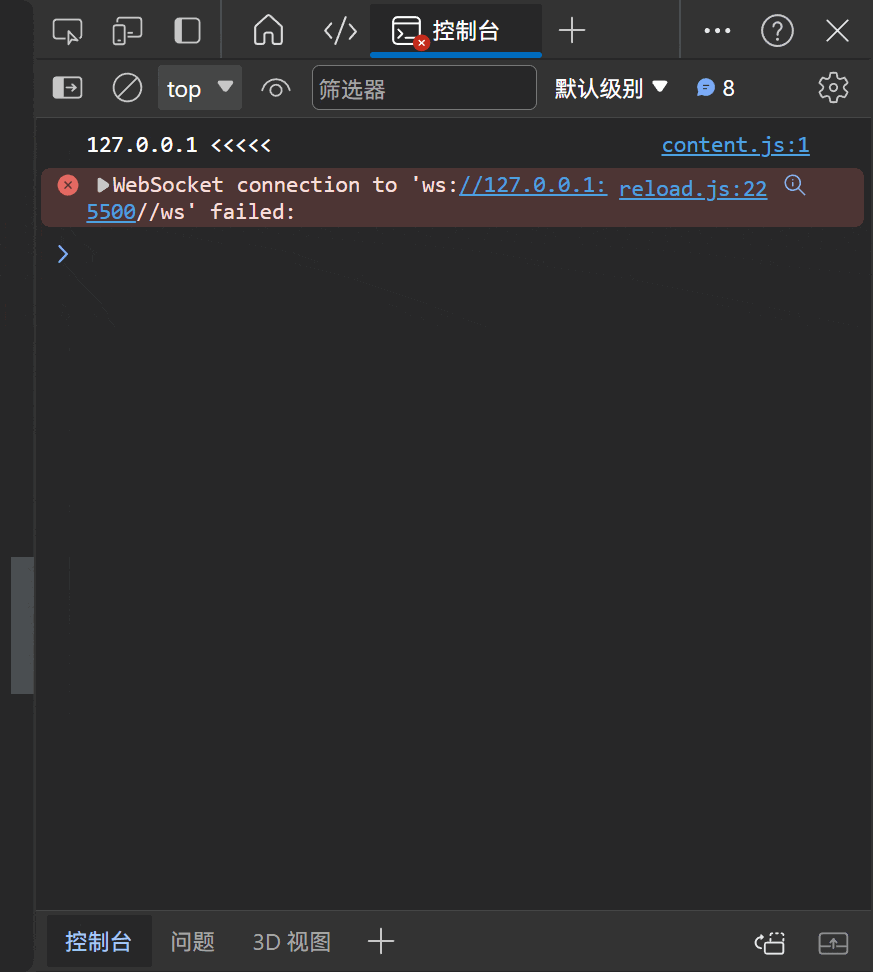 控制台
top
筛选器
默认级别
8
127.0.0.1 <<<<<
content.js:1
WebSocket connection to 'ws://127.0.0.1:
reload.js:22
5500//ws' failed:
控制台
问题
3D 视图